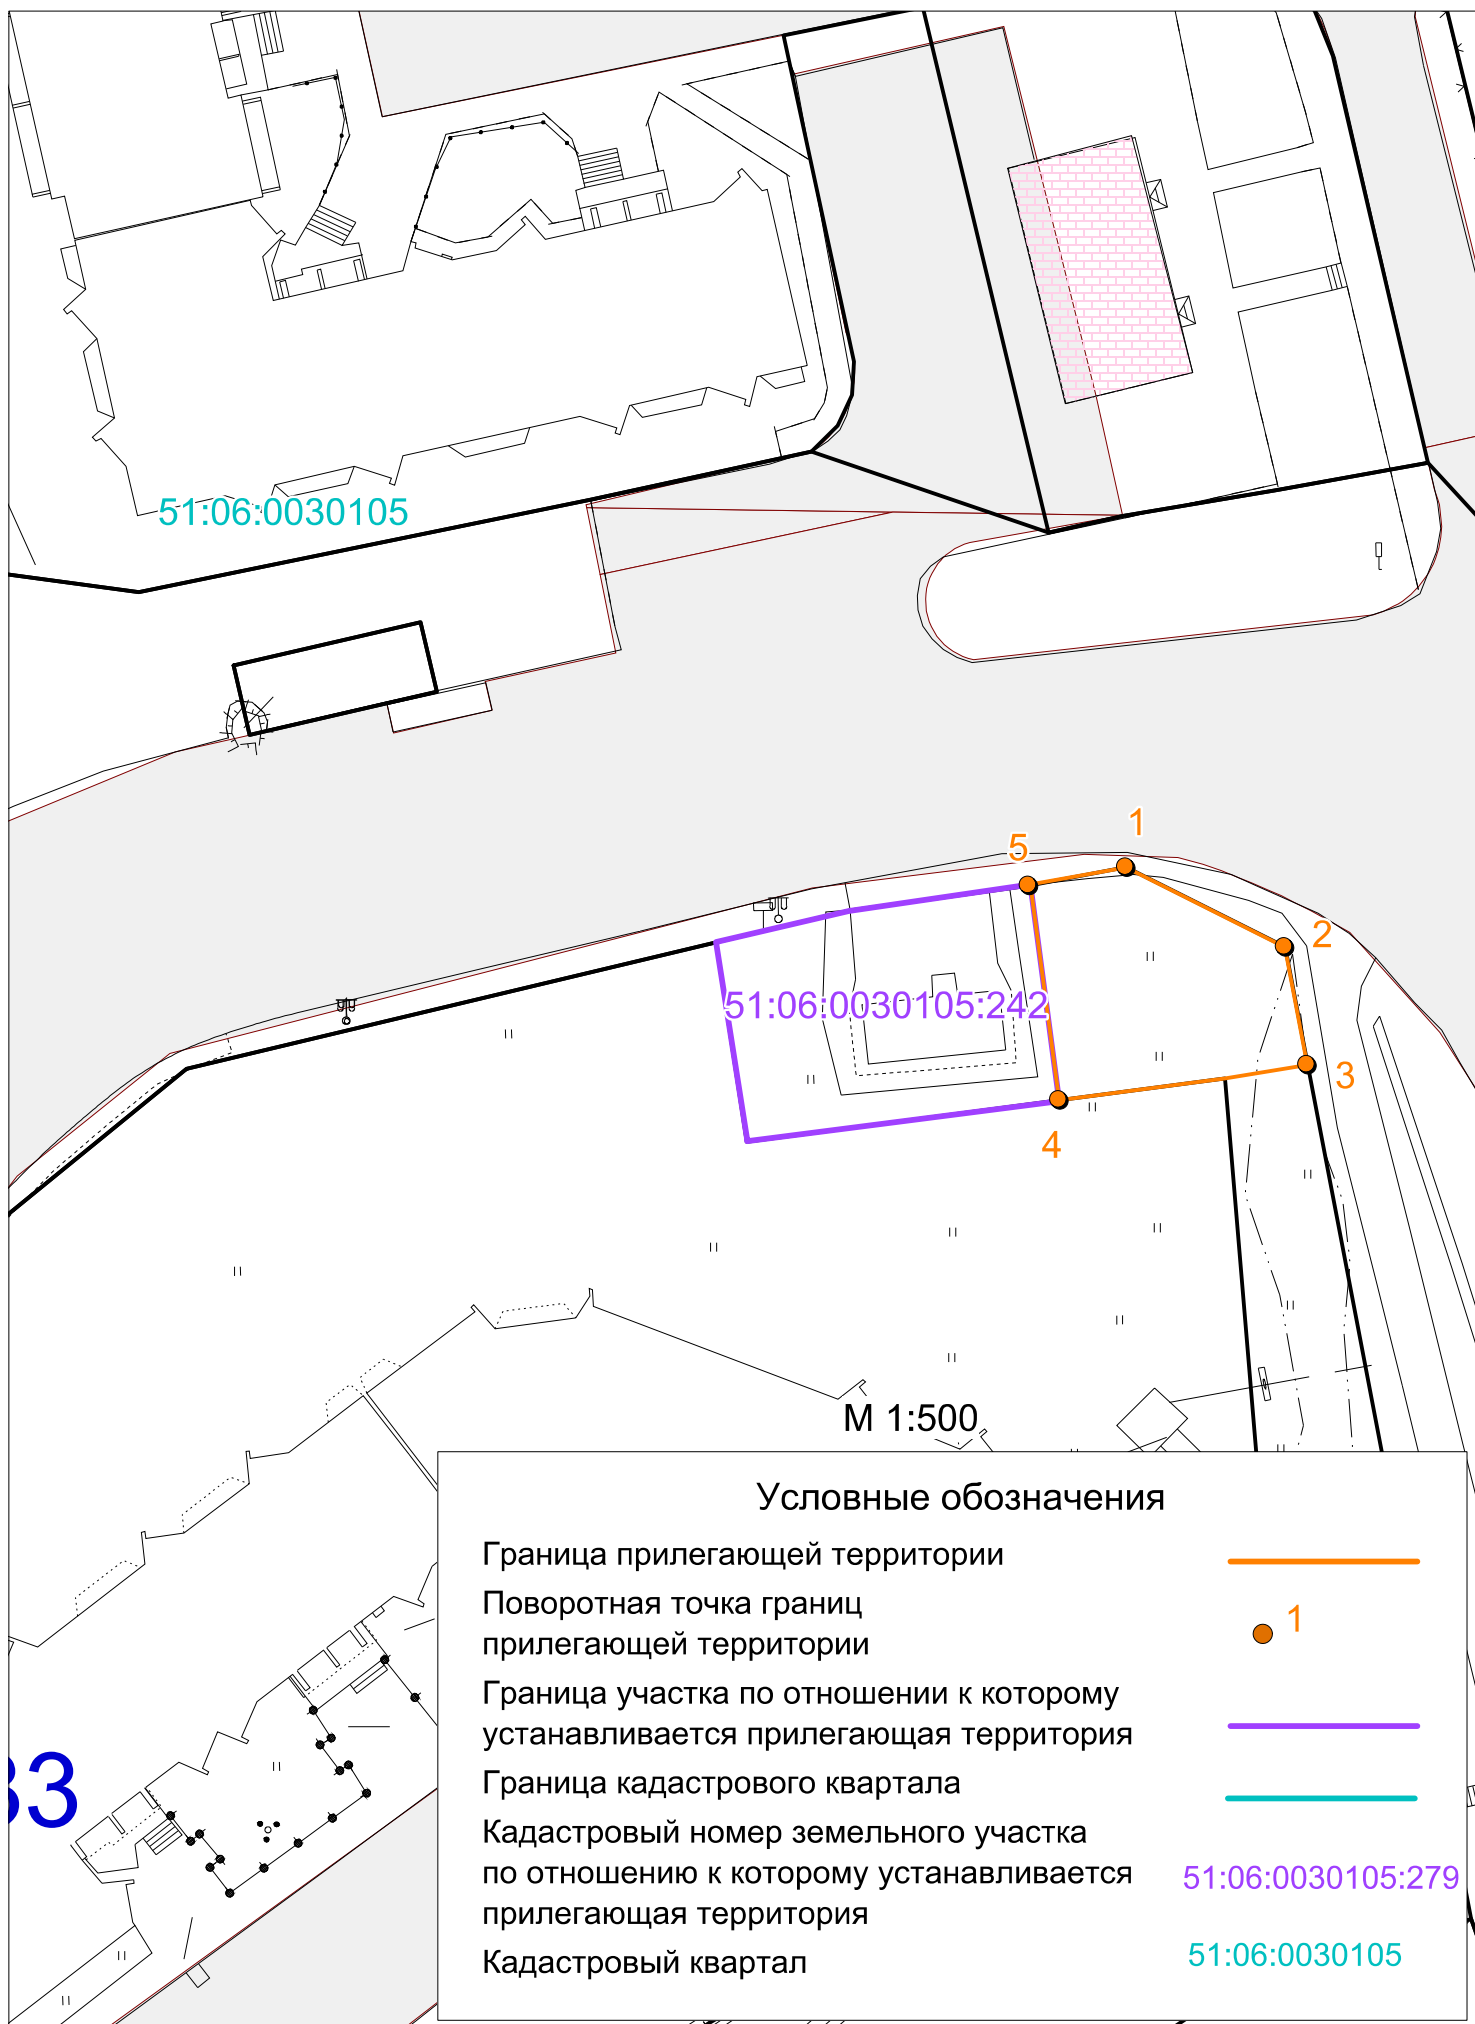 51:06:0030105
1
5
2
51:06:0030105:242
3
4
М 1:500
Условные обозначения
Граница прилегающей территории
Поворотная точка границ
прилегающей территории
1
Граница участка по отношении к которому
устанавливается прилегающая территория
Граница кадастрового квартала
Кадастровый номер земельного участка
по отношению к которому устанавливается
прилегающая территория
51:06:0030105:279
Кадастровый квартал
51:06:0030105
33